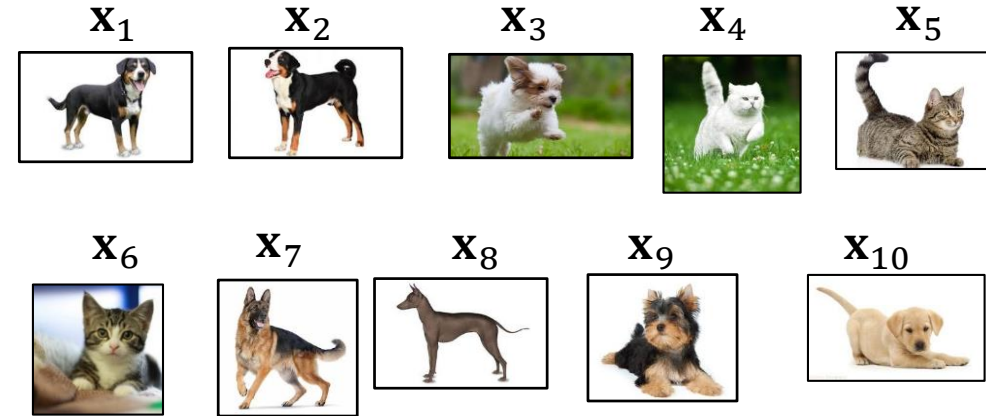 x₁ x₂ x₃ x₄ x₅
x₆ x₇ x₈ x₉ x₁₀